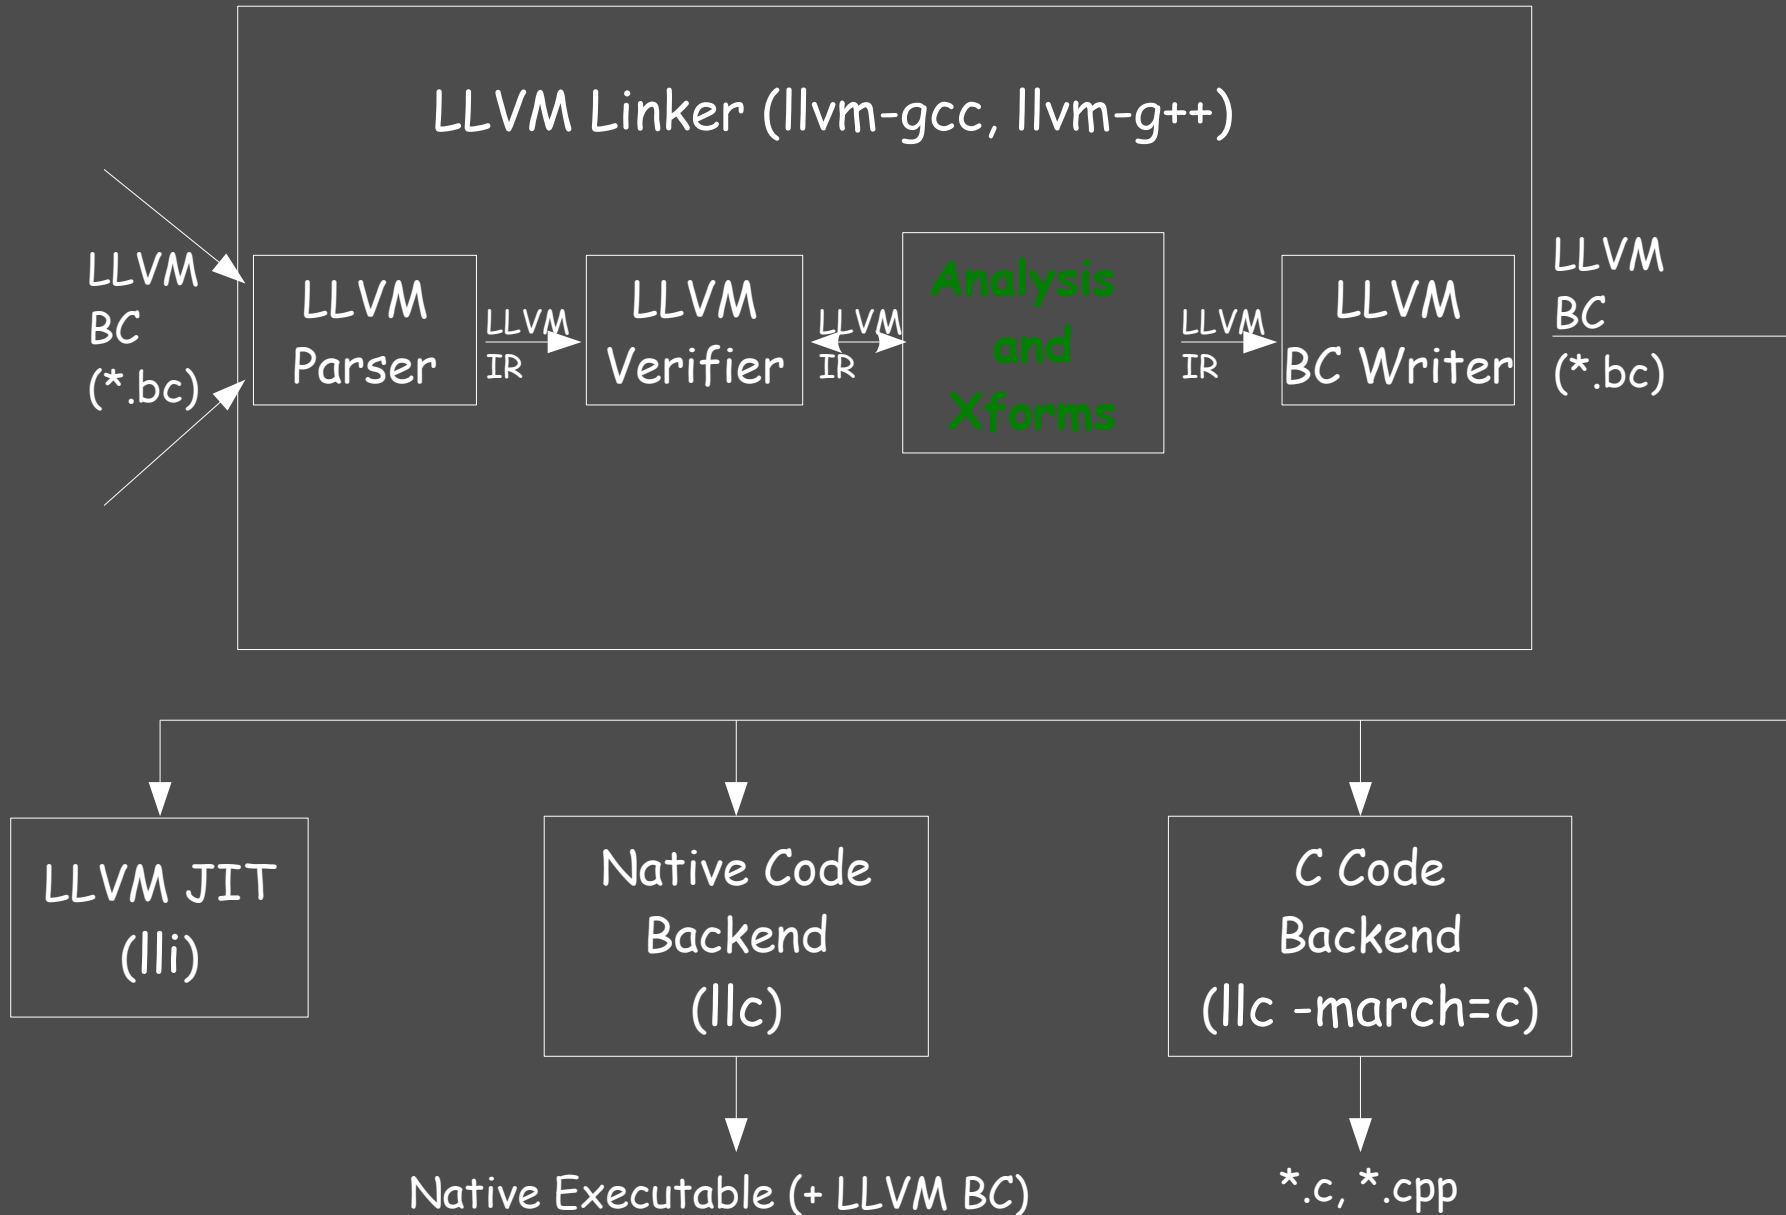 LLVM Linker (llvm-gcc, llvm-g++)
LLVM
BC
(*.bc)
LLVM
Parser
LLVM
IR
LLVM
Verifier
LLVM
IR
Analysis
and
Xforms
LLVM
IR
LLVM
BC Writer
LLVM
BC
(*.bc)
LLVM JIT
(lli)
Native Code
Backend
(llc)
C Code
Backend
(llc -march=c)
Native Executable (+ LLVM BC)
*.c, *.cpp